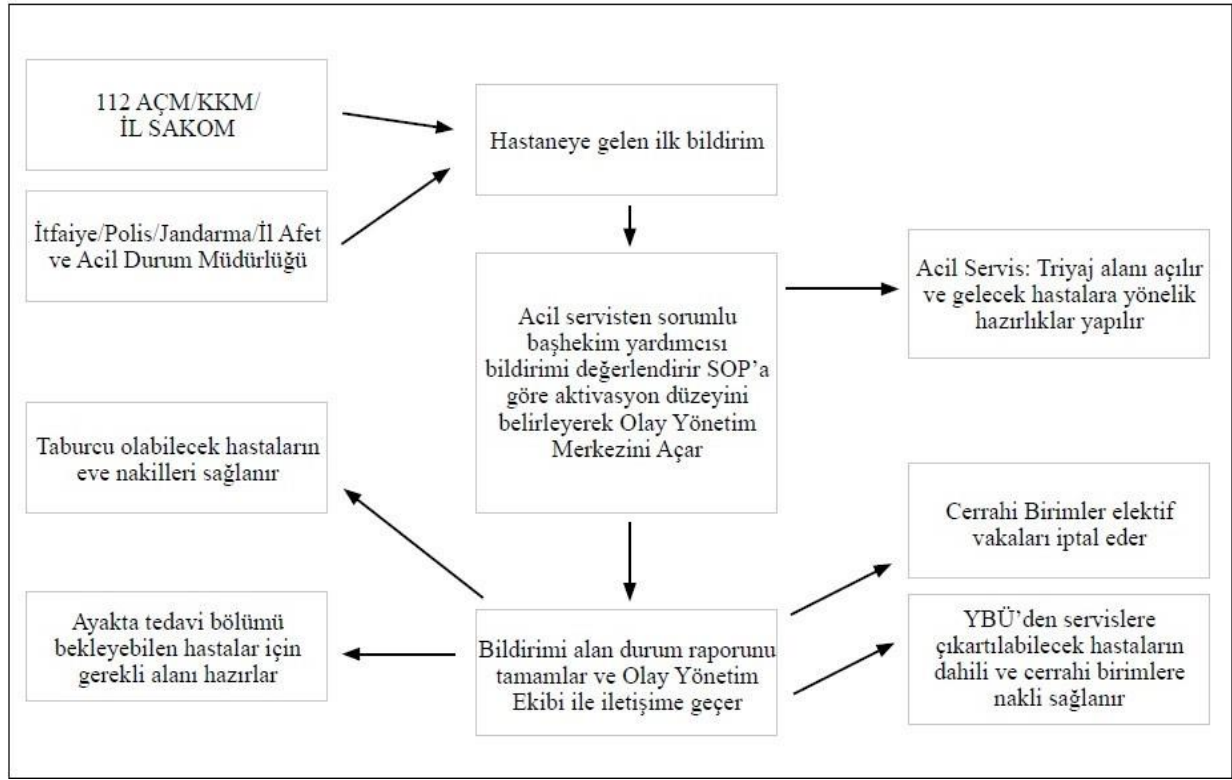 112 AÇM/KKM/
İL SAKOM
Hastaneye gelen ilk bildirim
İtfaiye/Polis/Jandarma/İl Afet
ve Acil Durum Müdürlüğü
Acil servisten sorumlu
başhekim yardımcısı
bildirimi değerlendirir SOP’a
göre aktivasyon düzeyini
belirleyerek Olay Yönetim
Merkezini Açar
Acil Servis: Triyaj alanı açılır
ve gelecek hastalara yönelik
hazırlıklar yapılır
Taburcu olabilecek hastaların
eve nakilleri sağlanır
Cerrahi Birimler elektif
vakaları iptal eder
Ayakta tedavi bölümü
bekleyebilen hastalar için
gerekli alanı hazırlar
Bildirimi alan durum raporunu
tamamlar ve Olay Yönetim
Ekibi ile iletişime geçer
YBÜ’den servislere
çıkartılabilecek hastaların
dahili ve cerrahi birimlere
nakli sağlanır